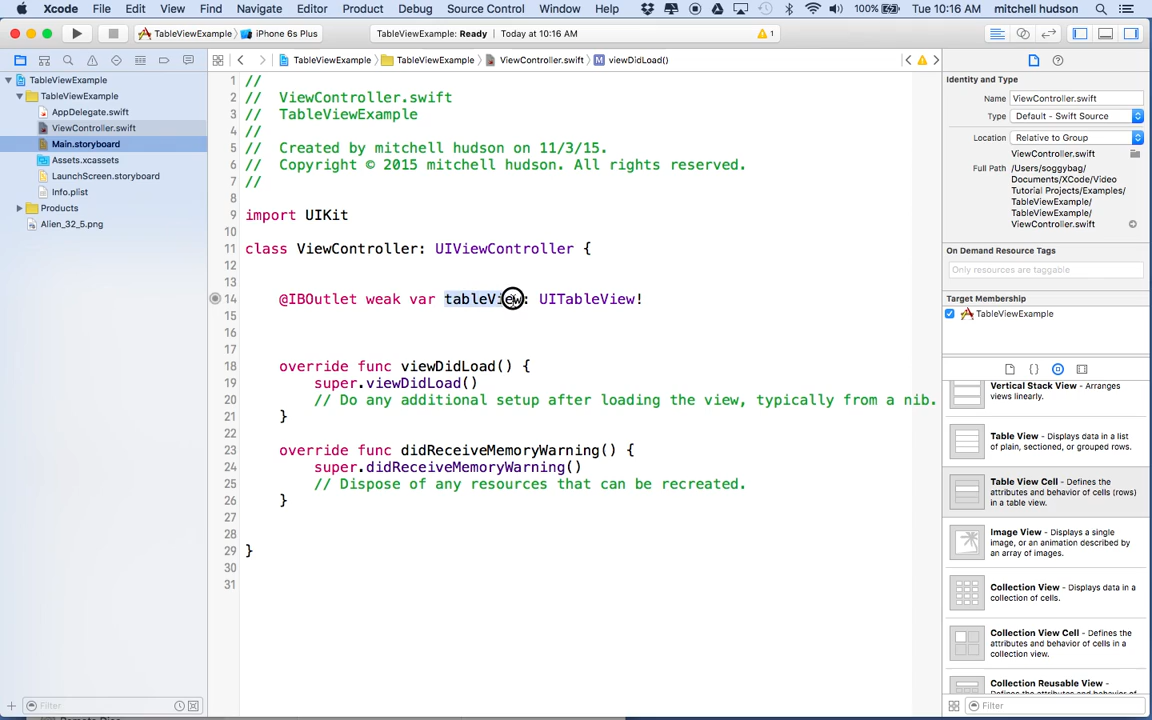 Xcode File Edit View Find Navigate Editor Product Debug Source Control Window Help 100% Tue 10:16 AM mitchell hudson
TableViewExample iPhone 6s Plus TableViewExample: Ready Today at 10:16 AM 1
TableViewExample TableViewExample ViewController.swift viewDidLoad()
TableViewExample
TableViewExample
AppDelegate.swift
ViewController.swift
Main.storyboard
Assets.xcassets
LaunchScreen.storyboard
Info.plist
Products
Alien_32_5.png
Filter
1 //
2 // ViewController.swift
3 // TableViewExample
4 //
5 // Created by mitchell hudson on 11/3/15.
6 // Copyright © 2015 mitchell hudson. All rights reserved.
7 //
8
9 import UIKit
10
11 class ViewController: UIViewController {
12
13
14 @IBOutlet weak var tableView: UITableView!
15
16
17
18 override func viewDidLoad() {
19 super.viewDidLoad()
20 // Do any additional setup after loading the view, typically from a nib.
21 }
22
23 override func didReceiveMemoryWarning() {
24 super.didReceiveMemoryWarning()
25 // Dispose of any resources that can be recreated.
26 }
27
28
29 }
30
31
Identity and Type
Name ViewController.swift
Type Default - Swift Source
Location Relative to Group
ViewController.swift
Full Path /Users/soggybag/
Documents/XCode/Video
Tutorial Projects/Examples/
TableViewExample/
TableViewExample/
ViewController.swift
On Demand Resource Tags
Only resources are taggable
Target Membership
TableViewExample
Vertical Stack View - Arranges
views linearly.
Table View - Displays data in a list
of plain, sectioned, or grouped rows.
Table View Cell - Defines the
attributes and behavior of cells (rows)
in a table view.
Image View - Displays a single
image, or an animation described by
an array of images.
Collection View - Displays data in a
collection of cells.
Collection View Cell - Defines the
attributes and behavior of cells in a
collection view.
Collection Reusable View -
Filter